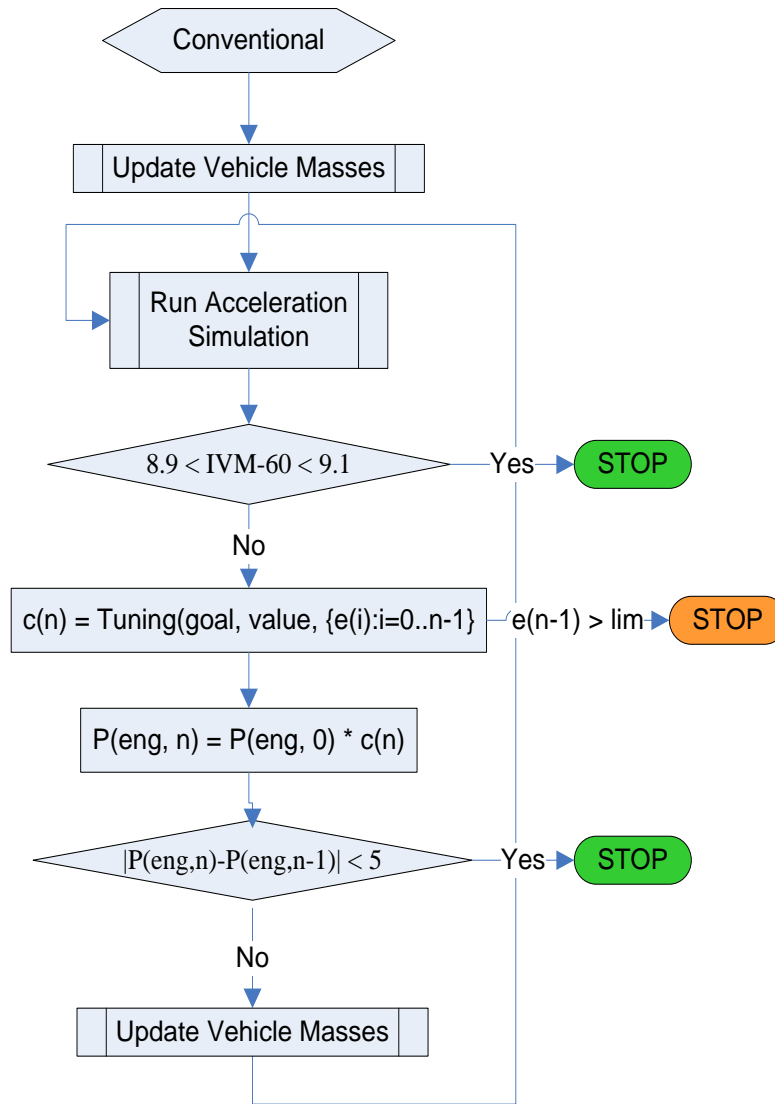 Conventional
Update Vehicle Masses
Run Acceleration
Simulation
8.9 < IVM-60 < 9.1
Yes
STOP
No
c(n) = Tuning(goal, value, {e(i):i=0..n-1}
e(n-1) > lim
STOP
P(eng, n) = P(eng, 0) * c(n)
|P(eng,n)-P(eng,n-1)| < 5
Yes
STOP
No
Update Vehicle Masses